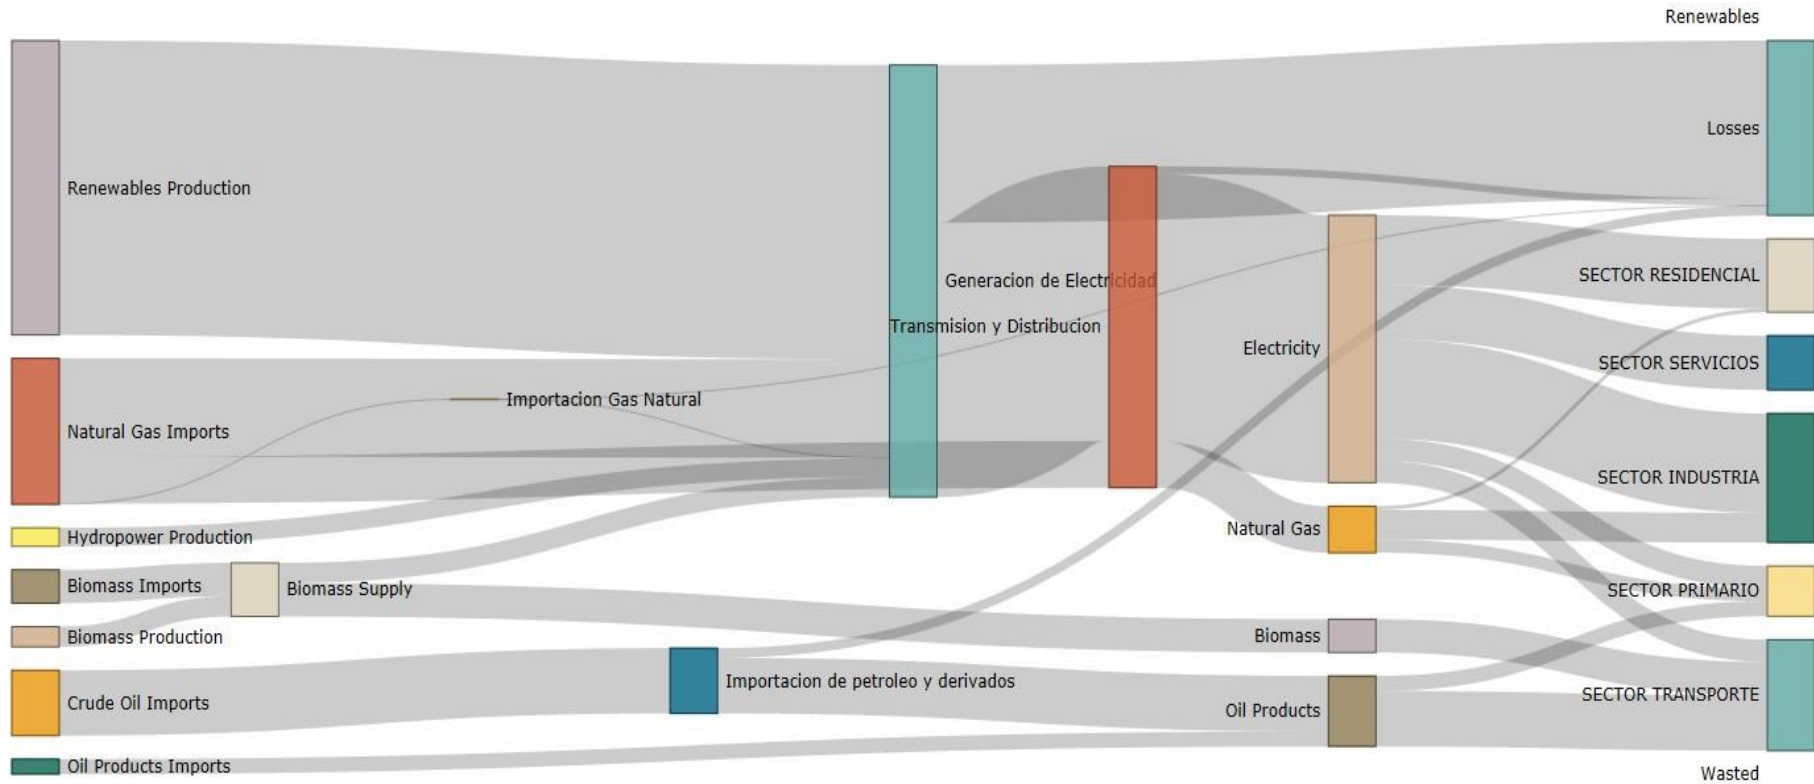 Renewables
Losses
Renewables Production
SECTOR RESIDENCIAL
Generacion de Electricidad
Transmision y Distribucion
Electricity
SECTOR SERVICIOS
Importacion Gas Natural
Natural Gas Imports
SECTOR INDUSTRIA
Natural Gas
Hydropower Production
Biomass Imports
Biomass Supply
SECTOR PRIMARIO
Biomass Production
Biomass
Importacion de petroleo y derivados
SECTOR TRANSPORTE
Crude Oil Imports
Oil Products
Oil Products Imports
Wasted